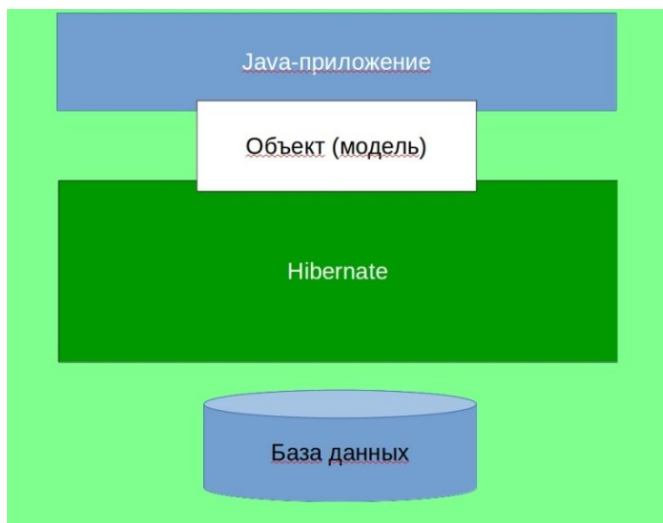 Java-приложение
Объект (модель)
Hibernate
База данных